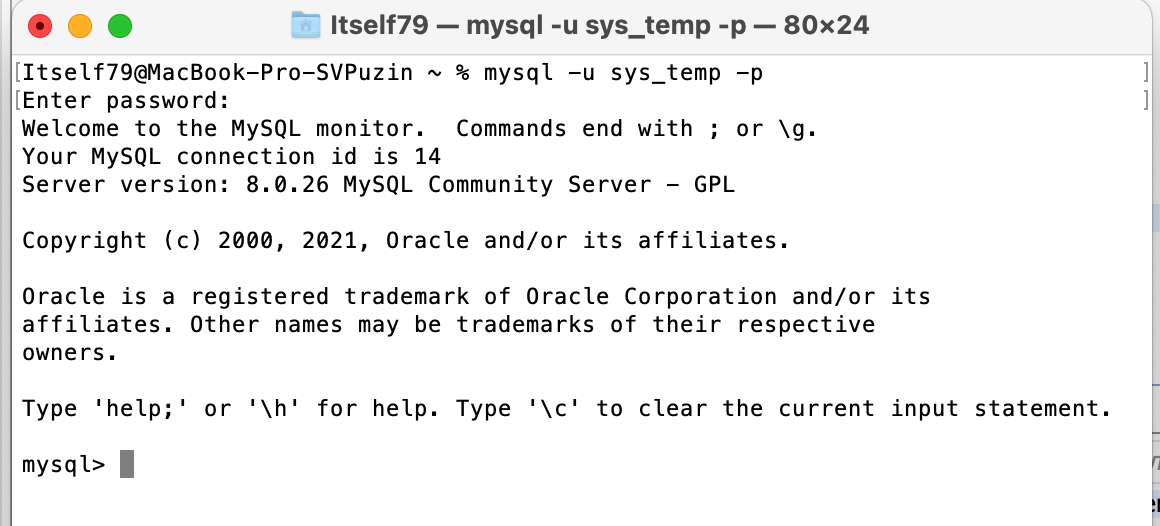 Itself79 — mysql -u sys_temp -p — 80×24
[Itself79@MacBook-Pro-SVPuzin ~ % mysql -u sys_temp -p ]
[Enter password: ]
Welcome to the MySQL monitor.  Commands end with ; or \g.
Your MySQL connection id is 14
Server version: 8.0.26 MySQL Community Server - GPL
Copyright (c) 2000, 2021, Oracle and/or its affiliates.
Oracle is a registered trademark of Oracle Corporation and/or its
affiliates. Other names may be trademarks of their respective
owners.
Type 'help;' or '\h' for help. Type '\c' to clear the current input statement.
mysql>